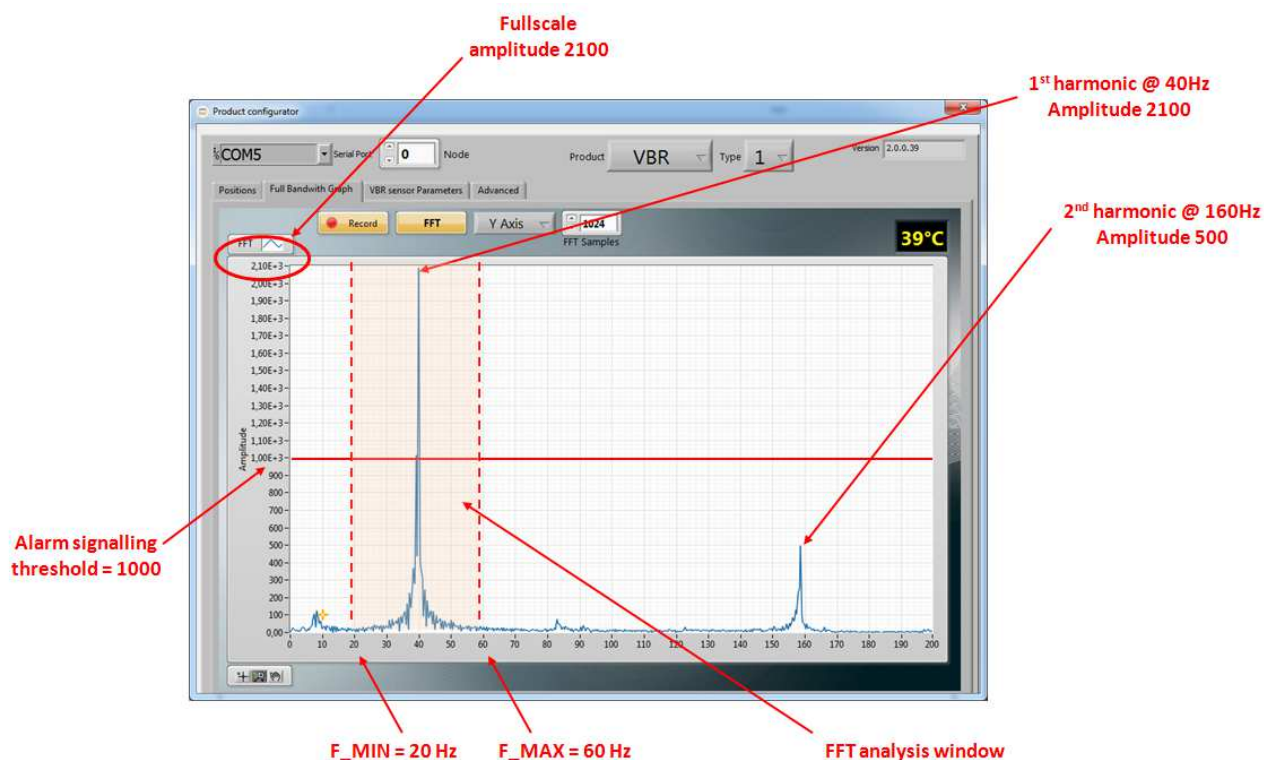 Fullscale
amplitude 2100
1st harmonic @ 40Hz
Amplitude 2100
Product configurator
COM5
Serial Port
0
Node
Product
VBR
Type
1
Version
2.0.0.39
Positions
Full Bandwith Graph
VBR sensor Parameters
Advanced
Record
FFT
Y Axis
1024
FFT Samples
2nd harmonic @ 160Hz
Amplitude 500
FFT
39°C
2,10E+3
2,00E+3
1,90E+3
1,80E+3
1,70E+3
1,60E+3
1,50E+3
1,40E+3
1,30E+3
1,20E+3
1,10E+3
1,00E+3
900
800
700
600
500
400
300
200
100
0,00
Amplitude
0 10 20 30 40 50 60 70 80 90 100 110 120 130 140 150 160 170 180 190 200
Alarm signalling
threshold = 1000
F_MIN = 20 Hz
F_MAX = 60 Hz
FFT analysis window